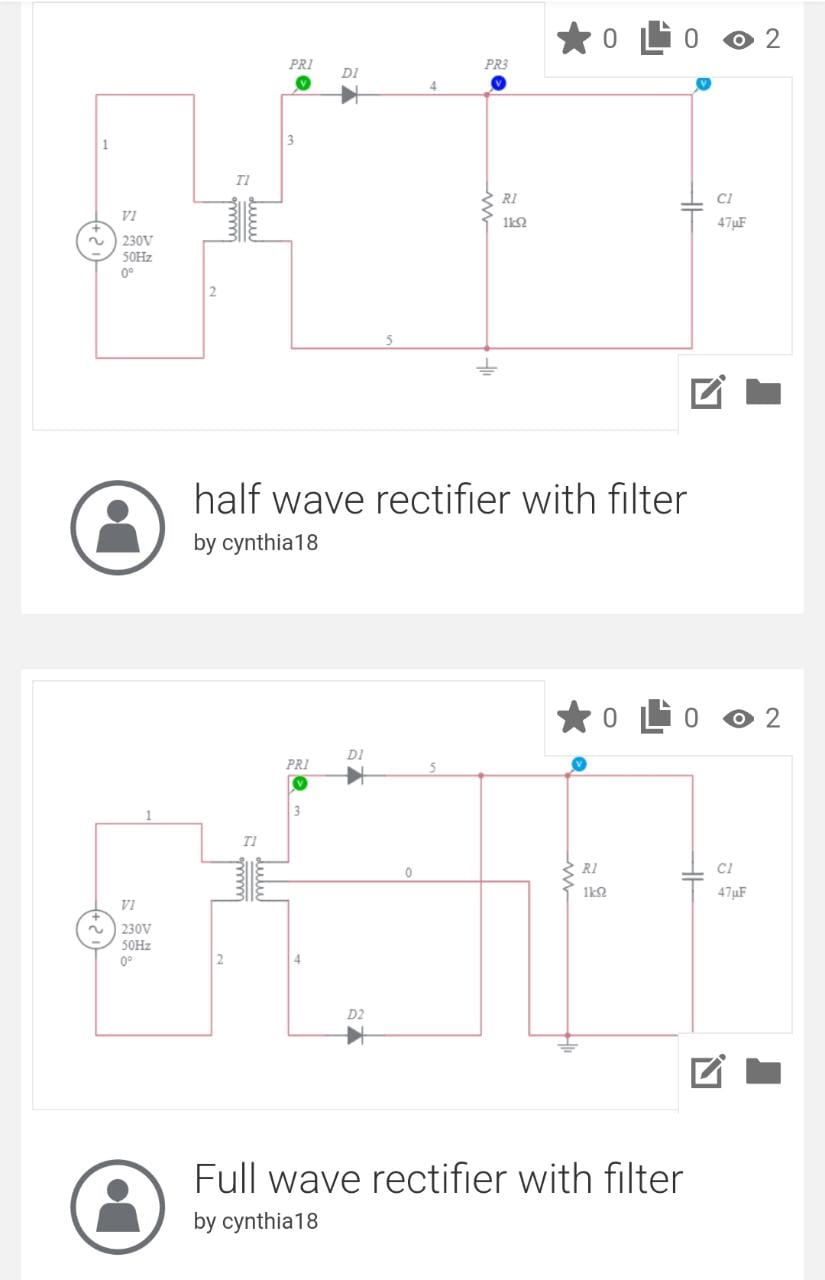 0 0 2
PR1
D1
4
PR3
3
1
T1
V1
230V
50Hz
0°
R1
1kΩ
C1
47µF
2
5
half wave rectifier with filter
by cynthia18
0 0 2
D1
PR1
5
3
1
T1
0
R1
1kΩ
C1
47µF
V1
230V
50Hz
0°
2
4
D2
Full wave rectifier with filter
by cynthia18